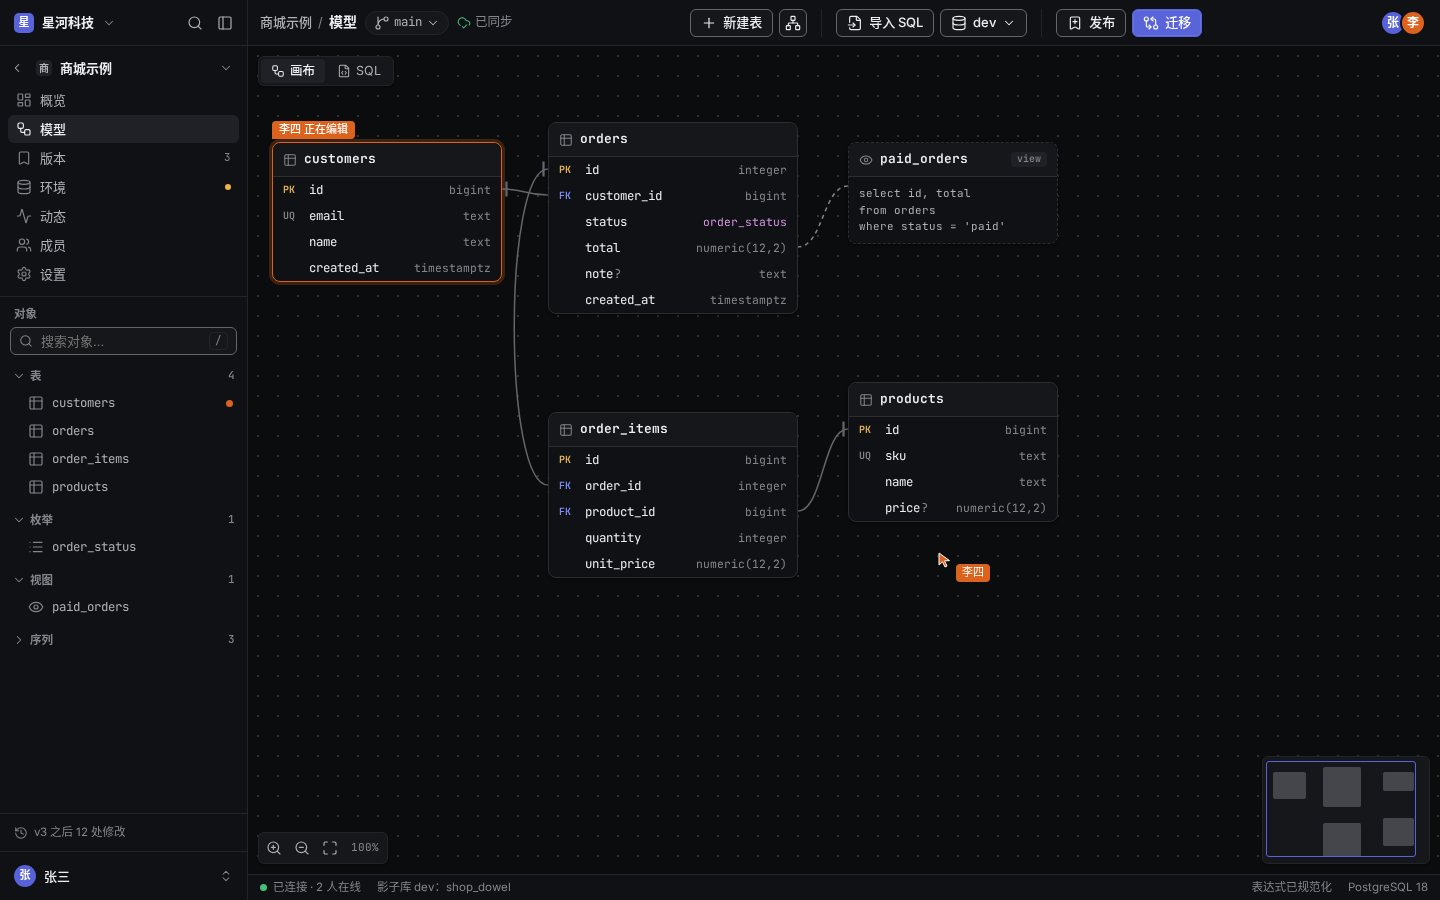 星 星河科技
商城示例 / 模型 main 已同步
新建表 导入 SQL dev 发布 迁移
张 李
商 商城示例
概览
模型
版本 3
环境
动态
成员
设置
对象
搜索对象... /
表 4
customers
orders
order_items
products
枚举 1
order_status
视图 1
paid_orders
序列 3
v3 之后 12 处修改
张 张三
画布 SQL
李四 正在编辑
customers
PK id bigint
UQ email text
name text
created_at timestamptz
orders
PK id integer
FK customer_id bigint
status order_status
total numeric(12,2)
note? text
created_at timestamptz
paid_orders view
select id, total
from orders
where status = 'paid'
order_items
PK id bigint
FK order_id integer
FK product_id bigint
quantity integer
unit_price numeric(12,2)
products
PK id bigint
UQ sku text
name text
price? numeric(12,2)
李四
100%
已连接 · 2 人在线 影子库 dev: shop_dowel
表达式已规范化 PostgreSQL 18